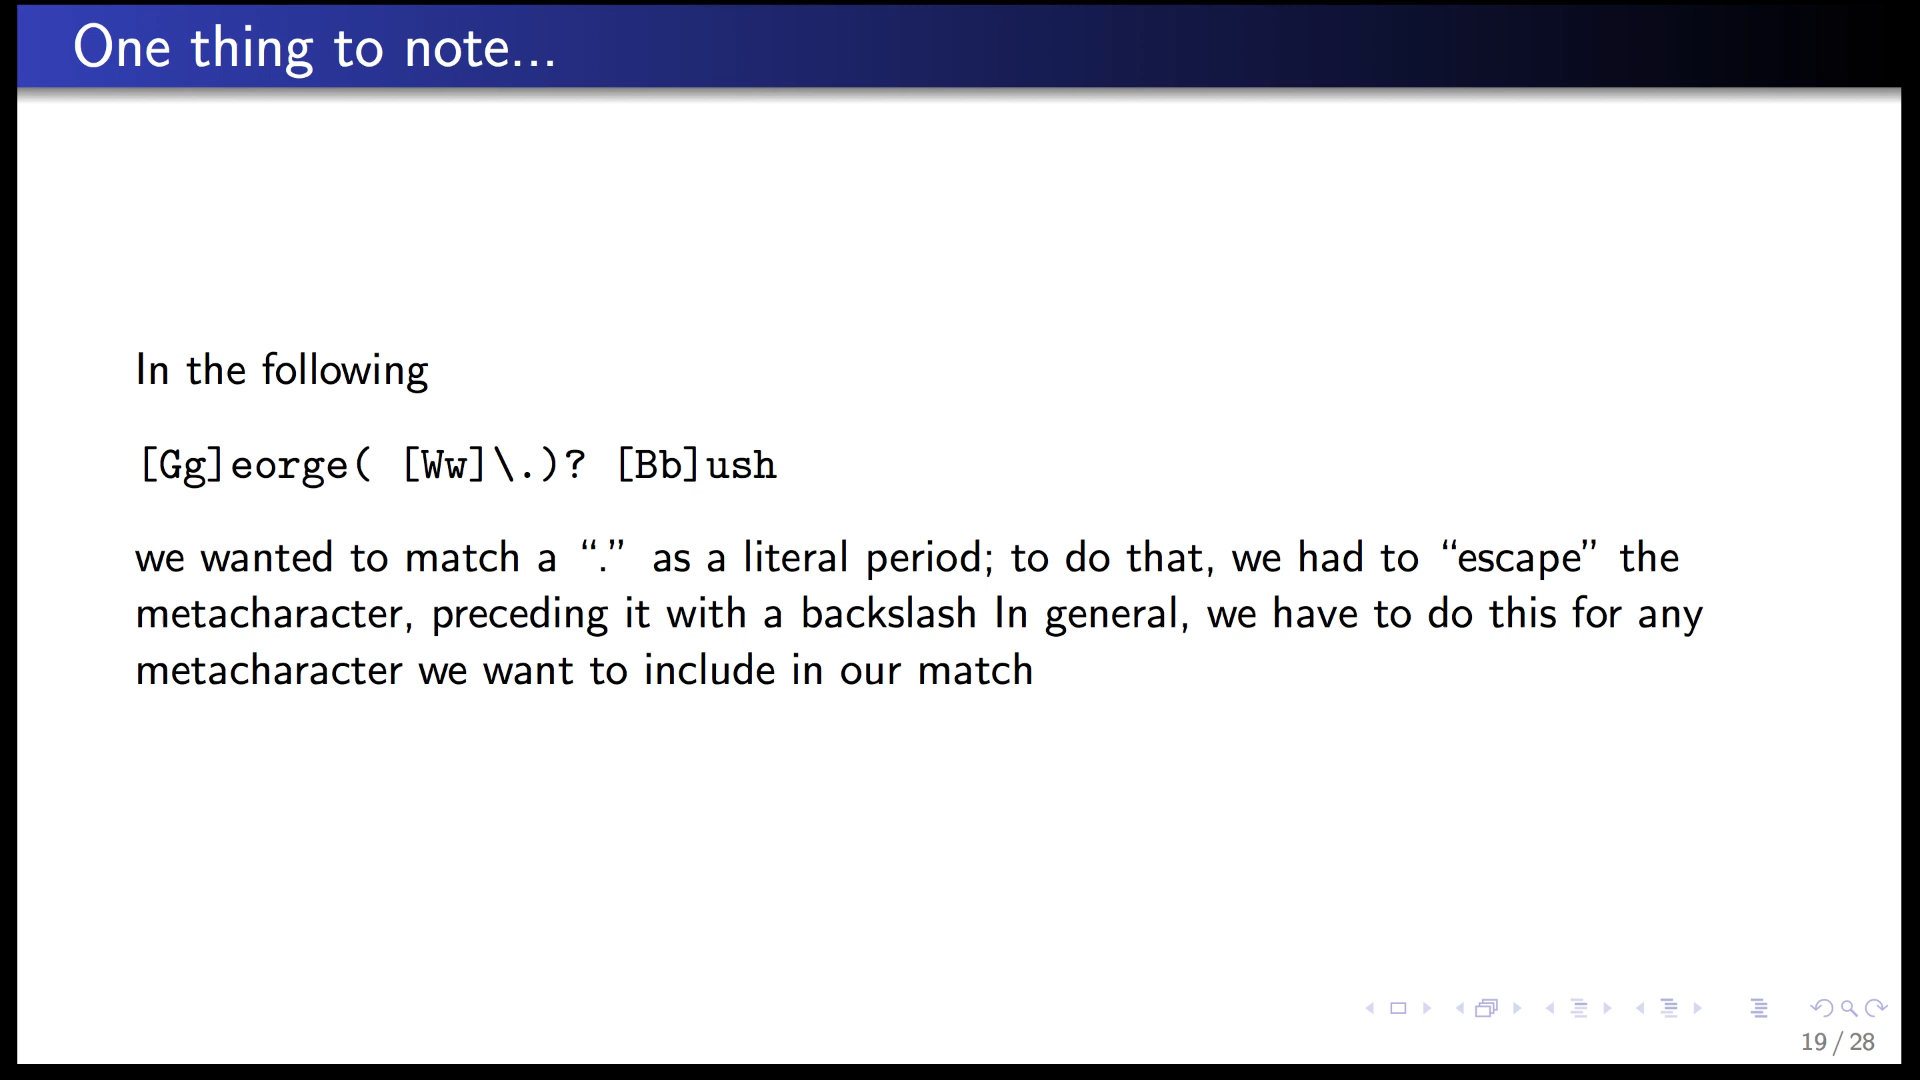 One thing to note...
In the following
[Gg]eorge( [Ww]\.)? [Bb]ush
we wanted to match a “.” as a literal period; to do that, we had to “escape” the
metacharacter, preceding it with a backslash In general, we have to do this for any
metacharacter we want to include in our match
19 / 28